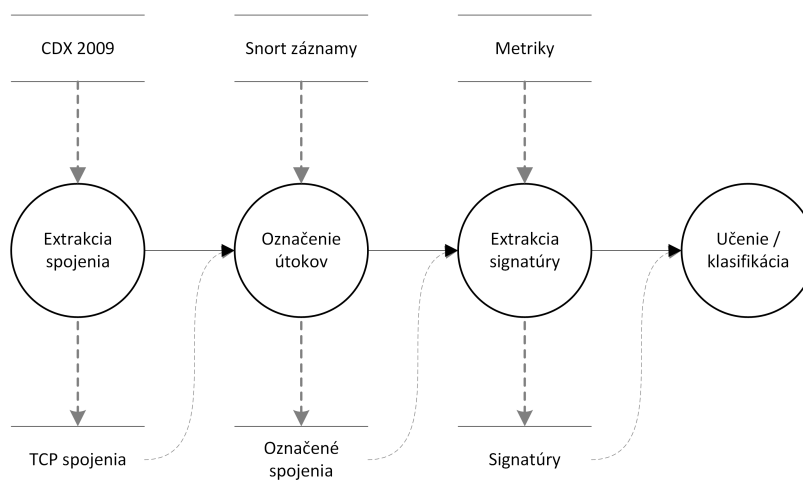 CDX 2009
Snort záznamy
Metriky
Extrakcia
spojenia
Označenie
útokov
Extrakcia
signatúry
Učenie /
klasifikácia
TCP spojenia
Označené
spojenia
Signatúry